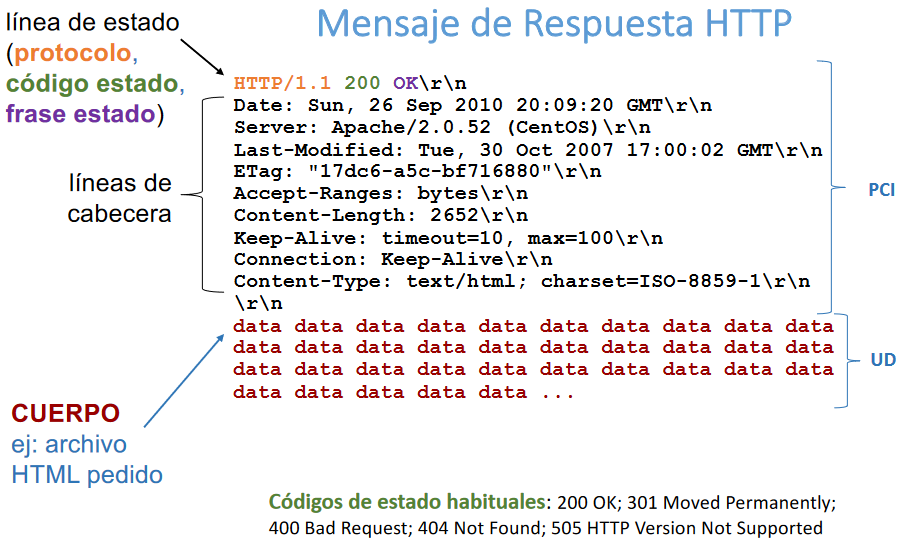 Mensaje de Respuesta HTTP
línea de estado
(protocolo,
código estado,
frase estado)
HTTP/1.1 200 OK\r\n
Date: Sun, 26 Sep 2010 20:09:20 GMT\r\n
Server: Apache/2.0.52 (CentOS)\r\n
Last-Modified: Tue, 30 Oct 2007 17:00:02 GMT\r\n
ETag: "17dc6-a5c-bf716880"\r\n
Accept-Ranges: bytes\r\n
Content-Length: 2652\r\n
Keep-Alive: timeout=10, max=100\r\n
Connection: Keep-Alive\r\n
Content-Type: text/html; charset=ISO-8859-1\r\n
\r\n
líneas de
cabecera
PCI
data data data data data data data data data data
data data data data data data data data data data
data data data data data data data data data data
data data data data data ...
UD
CUERPO
ej: archivo
HTML pedido
Códigos de estado habituales: 200 OK; 301 Moved Permanently;
400 Bad Request; 404 Not Found; 505 HTTP Version Not Supported